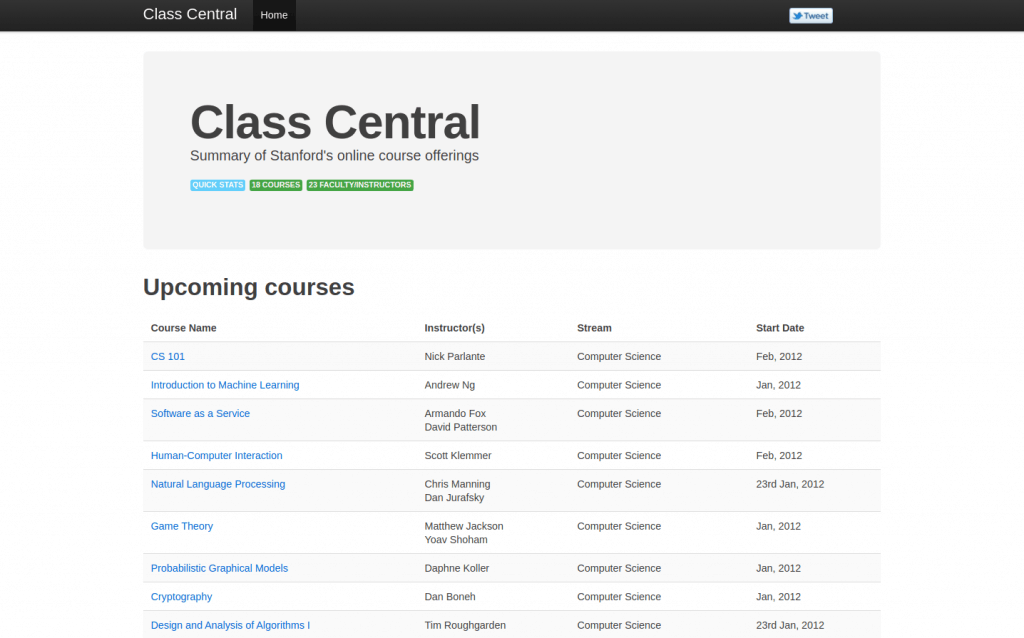 Class Central Home Tweet
Class Central
Summary of Stanford's online course offerings
QUICK STATS 18 COURSES 23 FACULTY/INSTRUCTORS
Upcoming courses
Course Name Instructor(s) Stream Start Date
CS 101 Nick Parlante Computer Science Feb, 2012
Introduction to Machine Learning Andrew Ng Computer Science Jan, 2012
Software as a Service Armando Fox Computer Science Feb, 2012
David Patterson
Human-Computer Interaction Scott Klemmer Computer Science Feb, 2012
Natural Language Processing Chris Manning Computer Science 23rd Jan, 2012
Dan Jurafsky
Game Theory Matthew Jackson Computer Science Jan, 2012
Yoav Shoham
Probabilistic Graphical Models Daphne Koller Computer Science Jan, 2012
Cryptography Dan Boneh Computer Science Jan, 2012
Design and Analysis of Algorithms I Tim Roughgarden Computer Science 23rd Jan, 2012